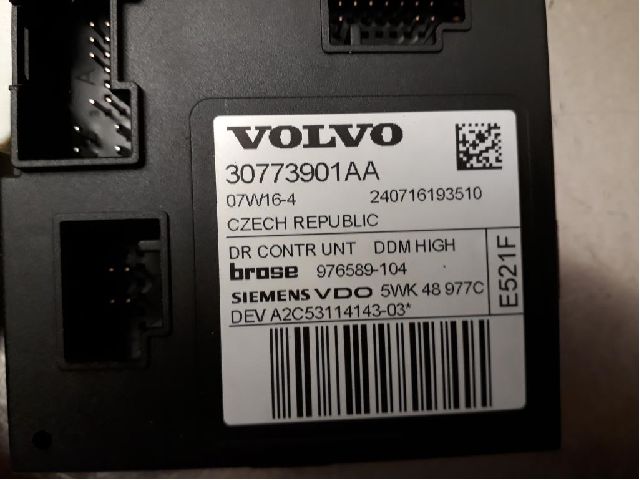 VOLVO
30773901AA
07W16-4 240716193510
CZECH REPUBLIC
DR CONTR UNT DDM HIGH
brose 976589-104
SIEMENS VDO 5WK 48 977C
DEV A2C53114143-03*
E521F
A